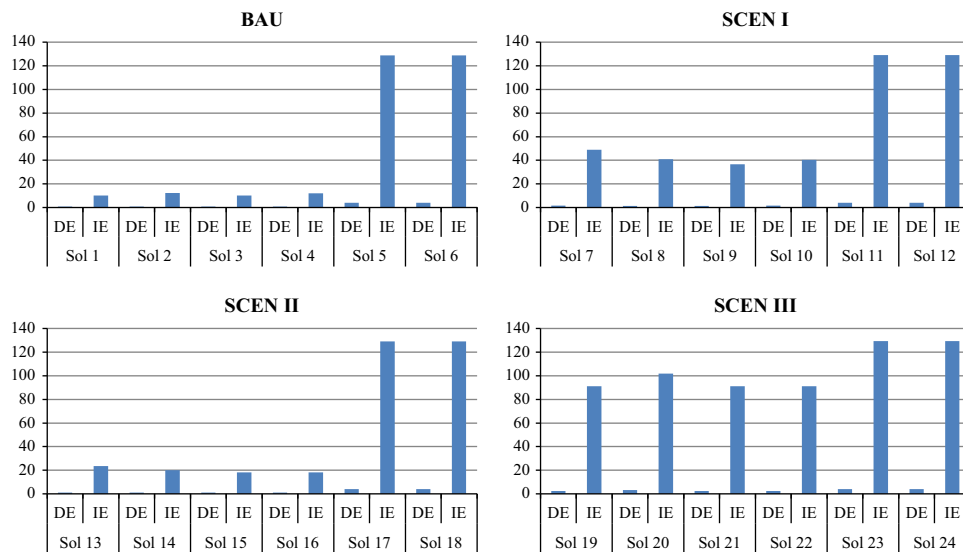 BAU
140
120
100
80
60
40
20
0
DE IE DE IE DE IE DE IE DE IE DE IE
Sol 1 Sol 2 Sol 3 Sol 4 Sol 5 Sol 6
SCEN I
140
120
100
80
60
40
20
0
DE IE DE IE DE IE DE IE DE IE DE IE
Sol 7 Sol 8 Sol 9 Sol 10 Sol 11 Sol 12
SCEN II
140
120
100
80
60
40
20
0
DE IE DE IE DE IE DE IE DE IE DE IE
Sol 13 Sol 14 Sol 15 Sol 16 Sol 17 Sol 18
SCEN III
140
120
100
80
60
40
20
0
DE IE DE IE DE IE DE IE DE IE DE IE
Sol 19 Sol 20 Sol 21 Sol 22 Sol 23 Sol 24